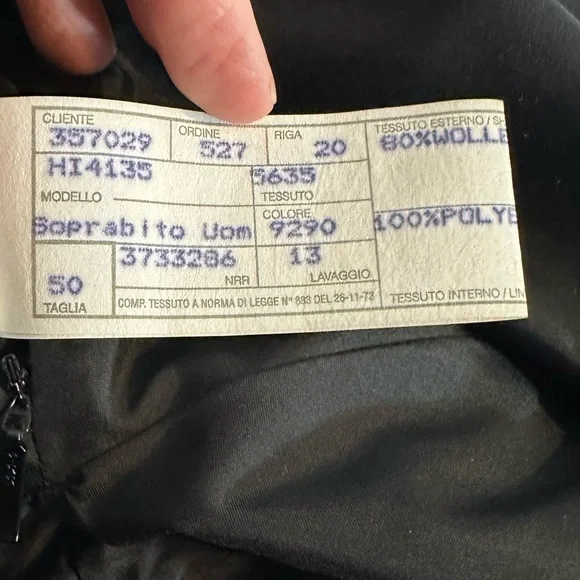 CLIENTE
357029
ORDINE
527
RIGA
20
TESSUTO ESTERNO / SH
80%WOLLE
HI4135
MODELLO
5635
TESSUTO
Soprabito Uom
COLORE
9290
100%POLYE
50
TAGLIA
3733286
NRR
13
LAVAGGIO
COMP. TESSUTO A NORMA DI LEGGE N° 883 DEL 26-11-73
TESSUTO INTERNO / LIN